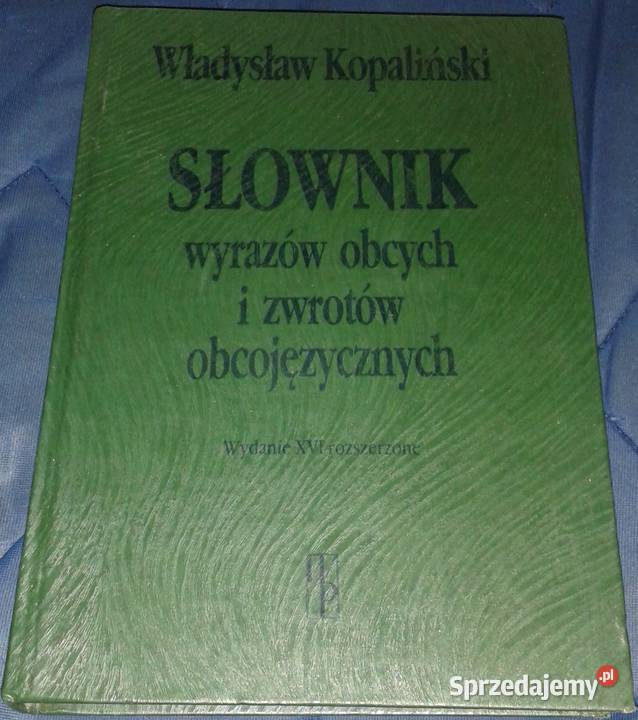 Władysław Kopaliński
SŁOWNIK
wyrazów obcych
i zwrotów
obcojęzycznych
Wydanie XVI rozszerzone
Sprzedajemy.pl